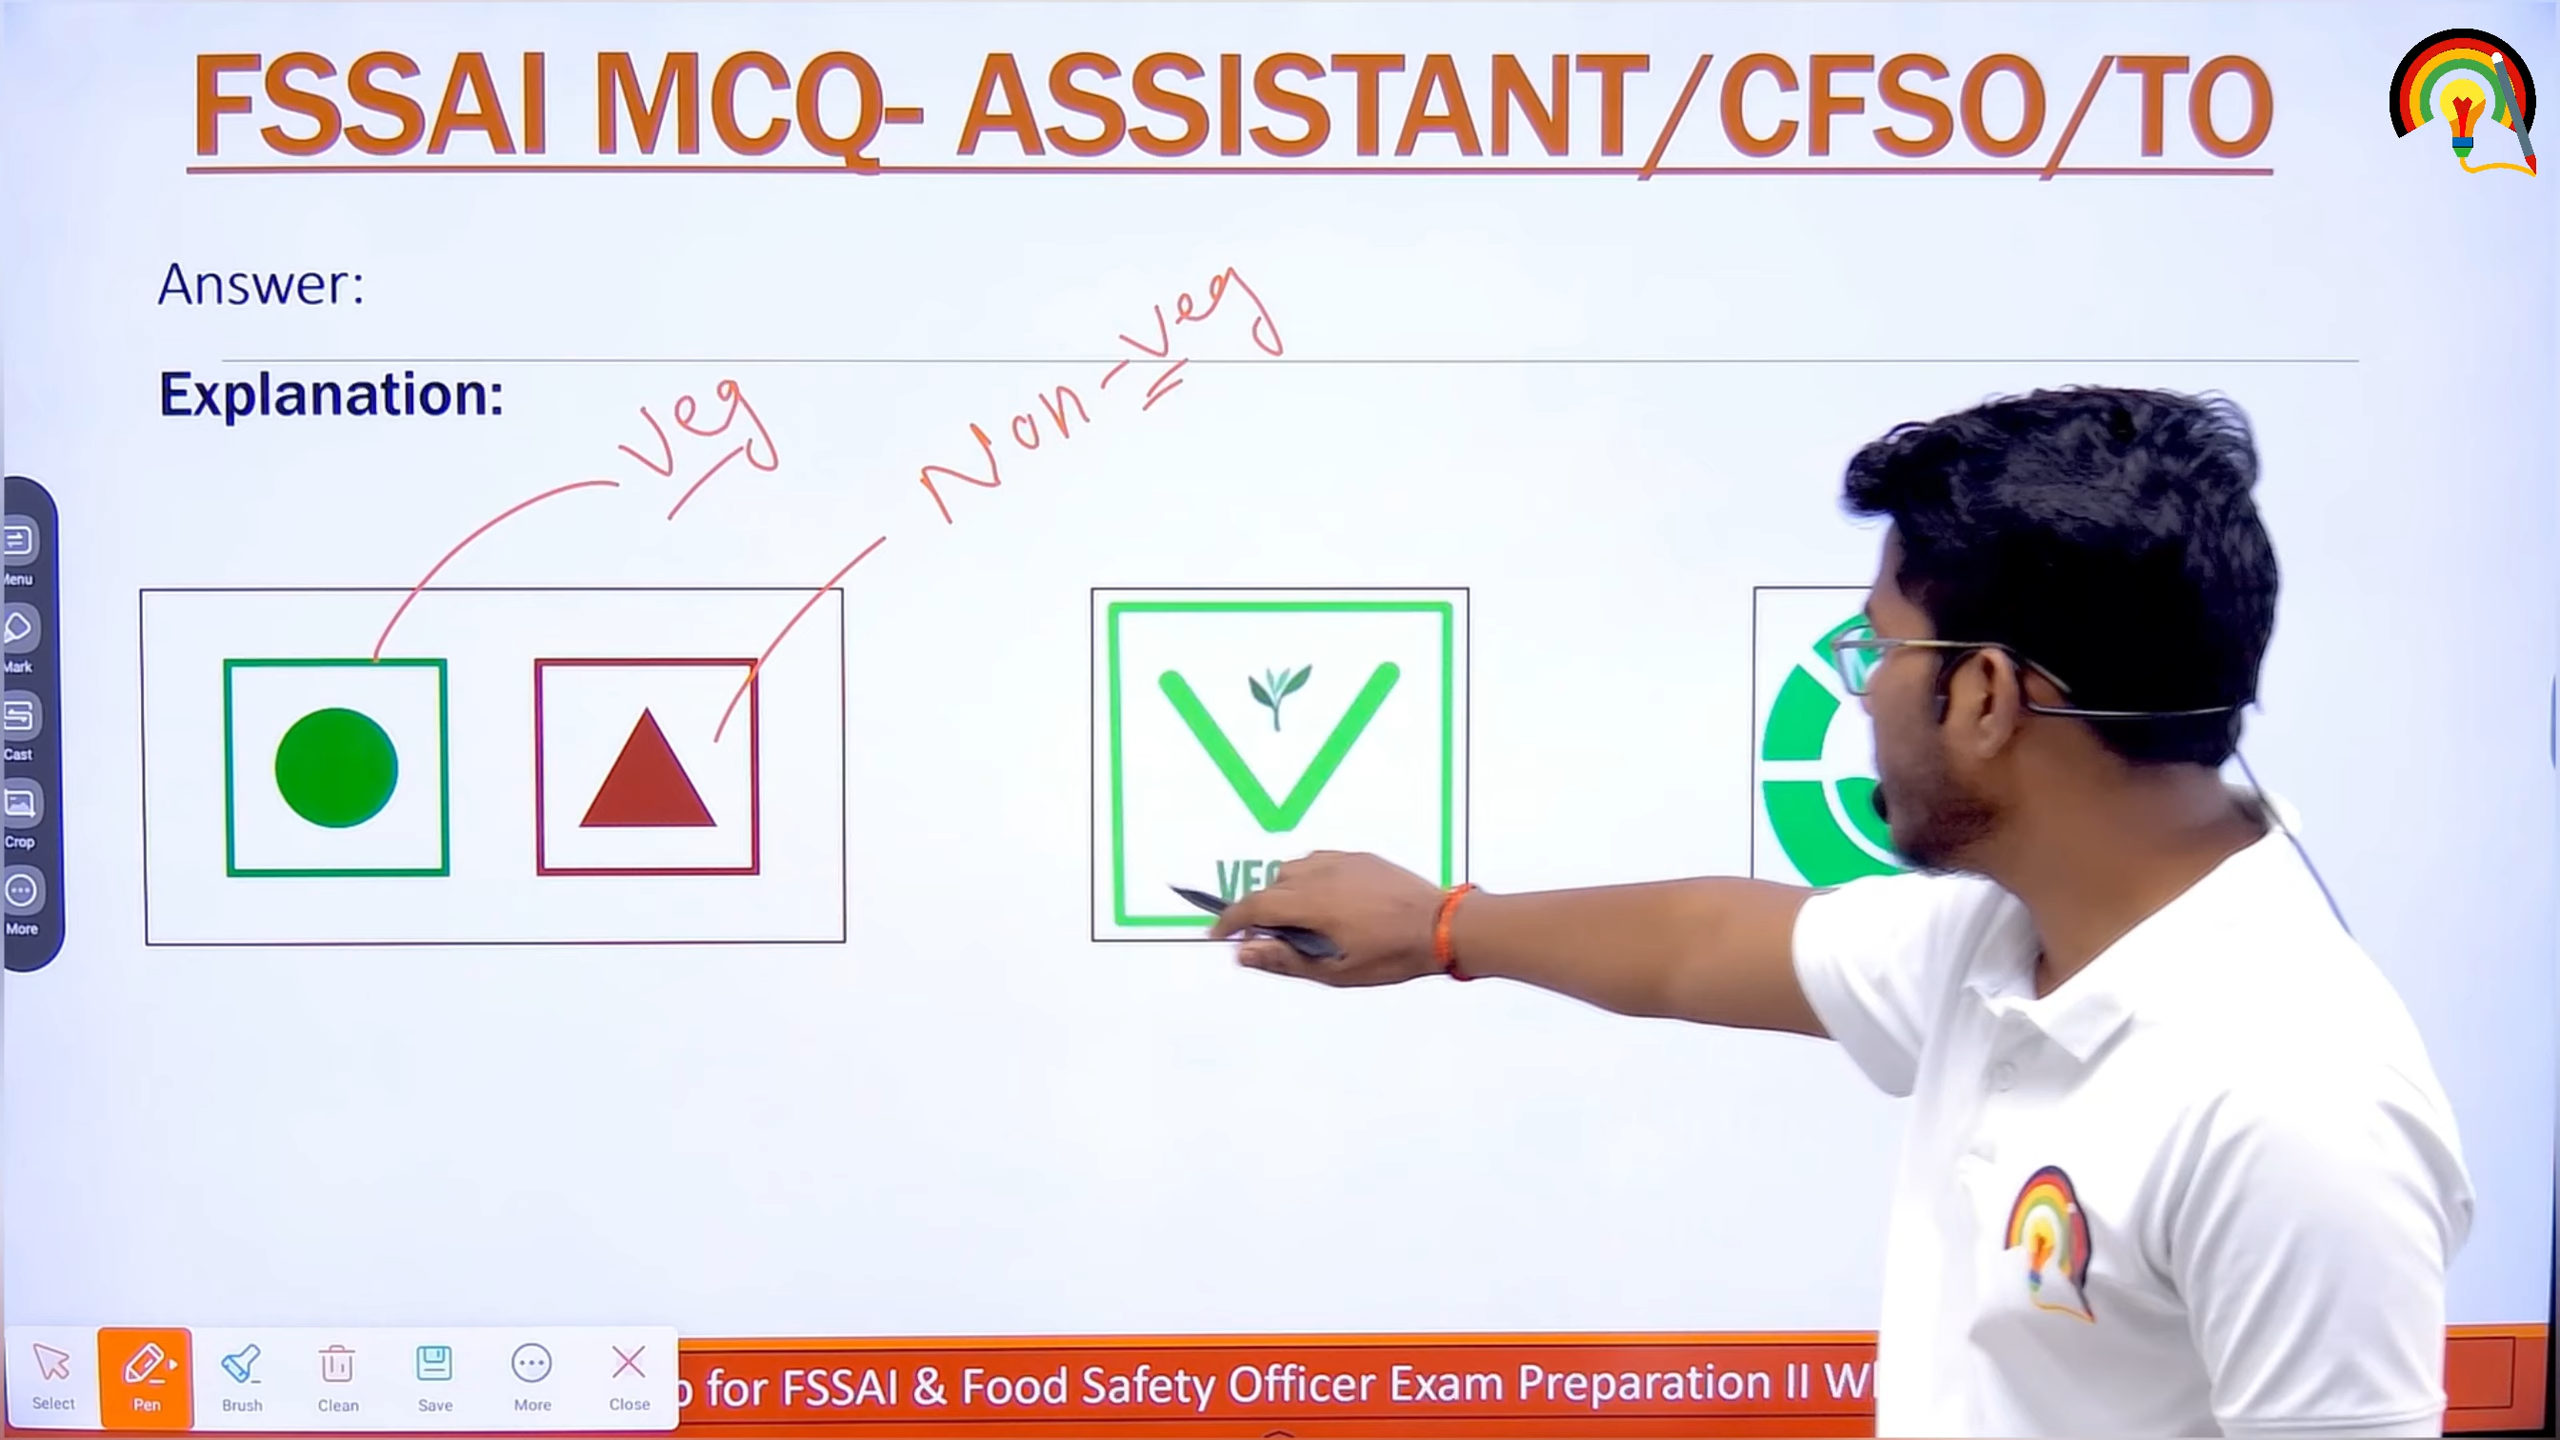 FSSAI MCQ- ASSISTANT/CFSO/TO
Answer:
Explanation:
Veg
Non-veg
Menu
Mark
Cast
Crop
More
Select
Pen
Brush
Clean
Save
More
Close
for FSSAI & Food Safety Officer Exam Preparation II